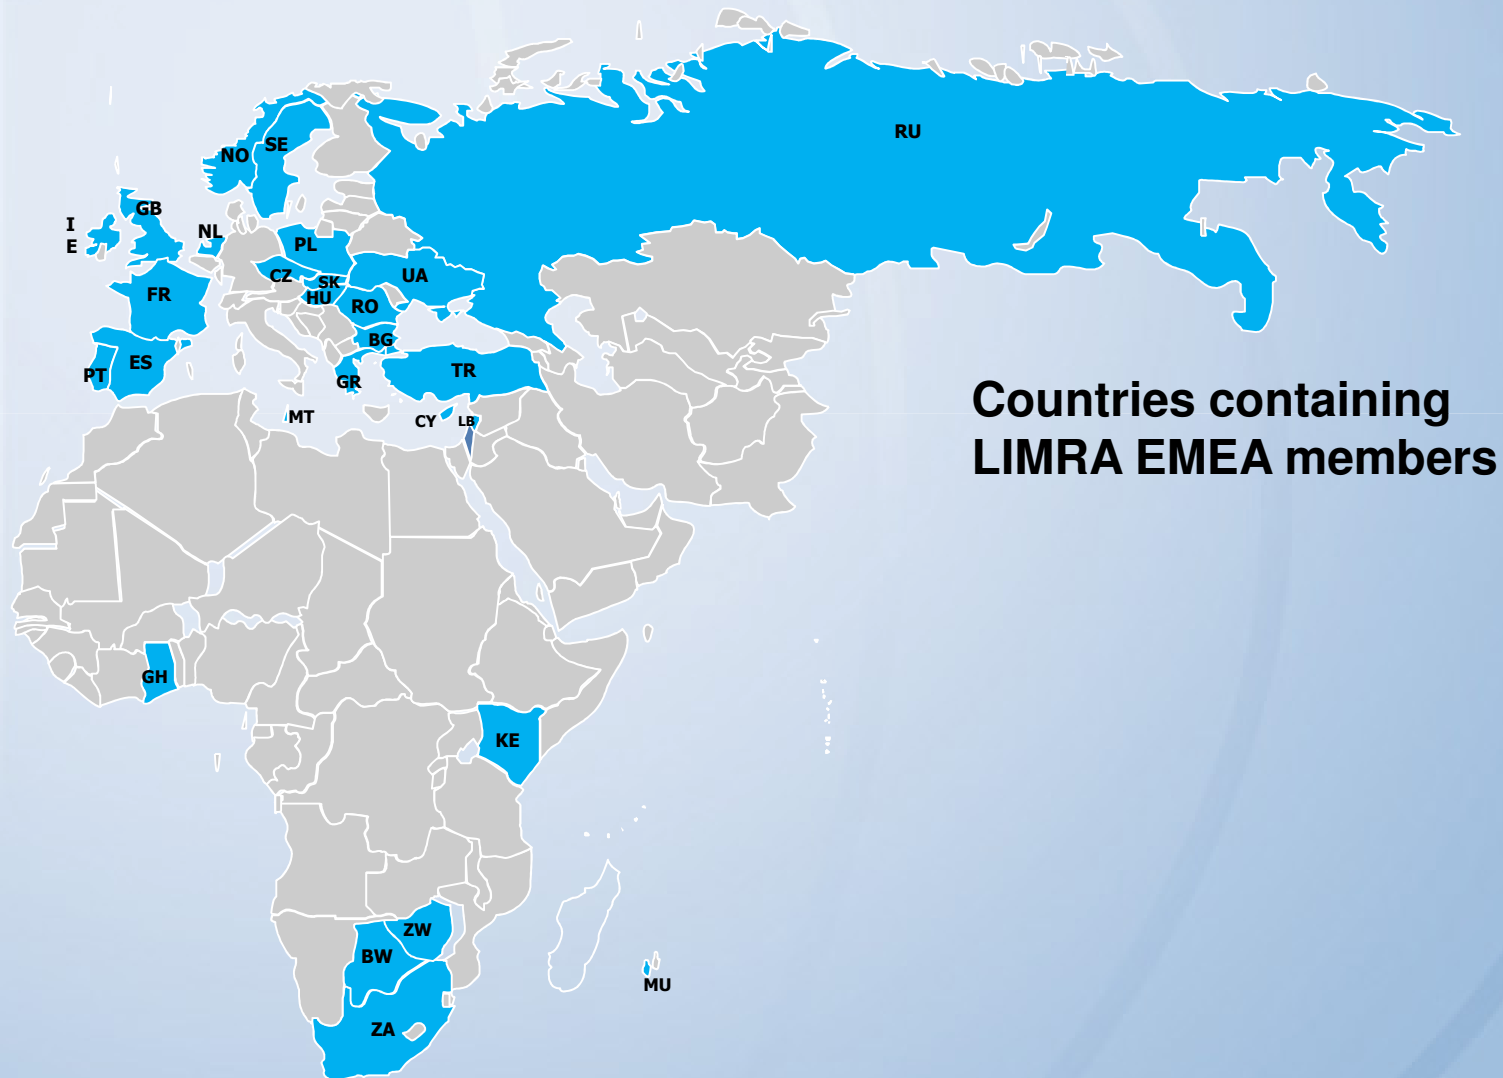 RU
SE
NO
GB
I
E
NL
PL
CZ
SK
UA
HU
FR
RO
BG
ES
PT
TR
GR
MT
CY
LB
Countries containing
LIMRA EMEA members
GH
KE
ZW
BW
MU
ZA